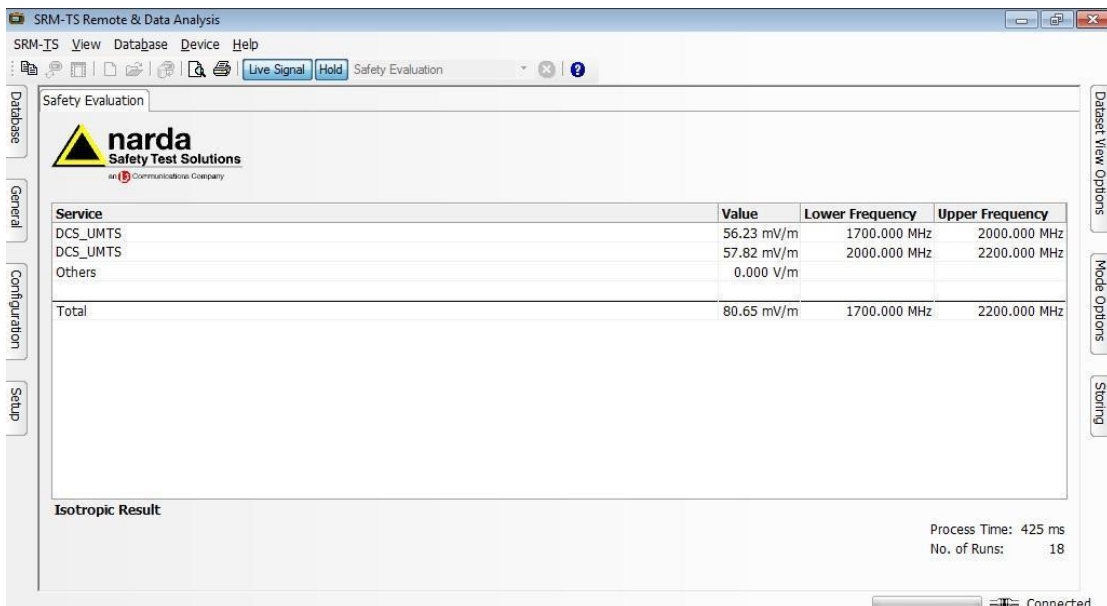 SRM-TS Remote & Data Analysis
SRM-TS View Database Device Help
Live Signal Hold Safety Evaluation
Database
General
Configuration
Setup
Safety Evaluation
narda
Safety Test Solutions
an L3 Communications Company
Service Value Lower Frequency Upper Frequency
DCS_UMTS 56.23 mV/m 1700.000 MHz 2000.000 MHz
DCS_UMTS 57.82 mV/m 2000.000 MHz 2200.000 MHz
Others 0.000 V/m
Total 80.65 mV/m 1700.000 MHz 2200.000 MHz
Isotropic Result
Process Time: 425 ms
No. of Runs: 18
Dataset View Options
Mode Options
Storing
Connected